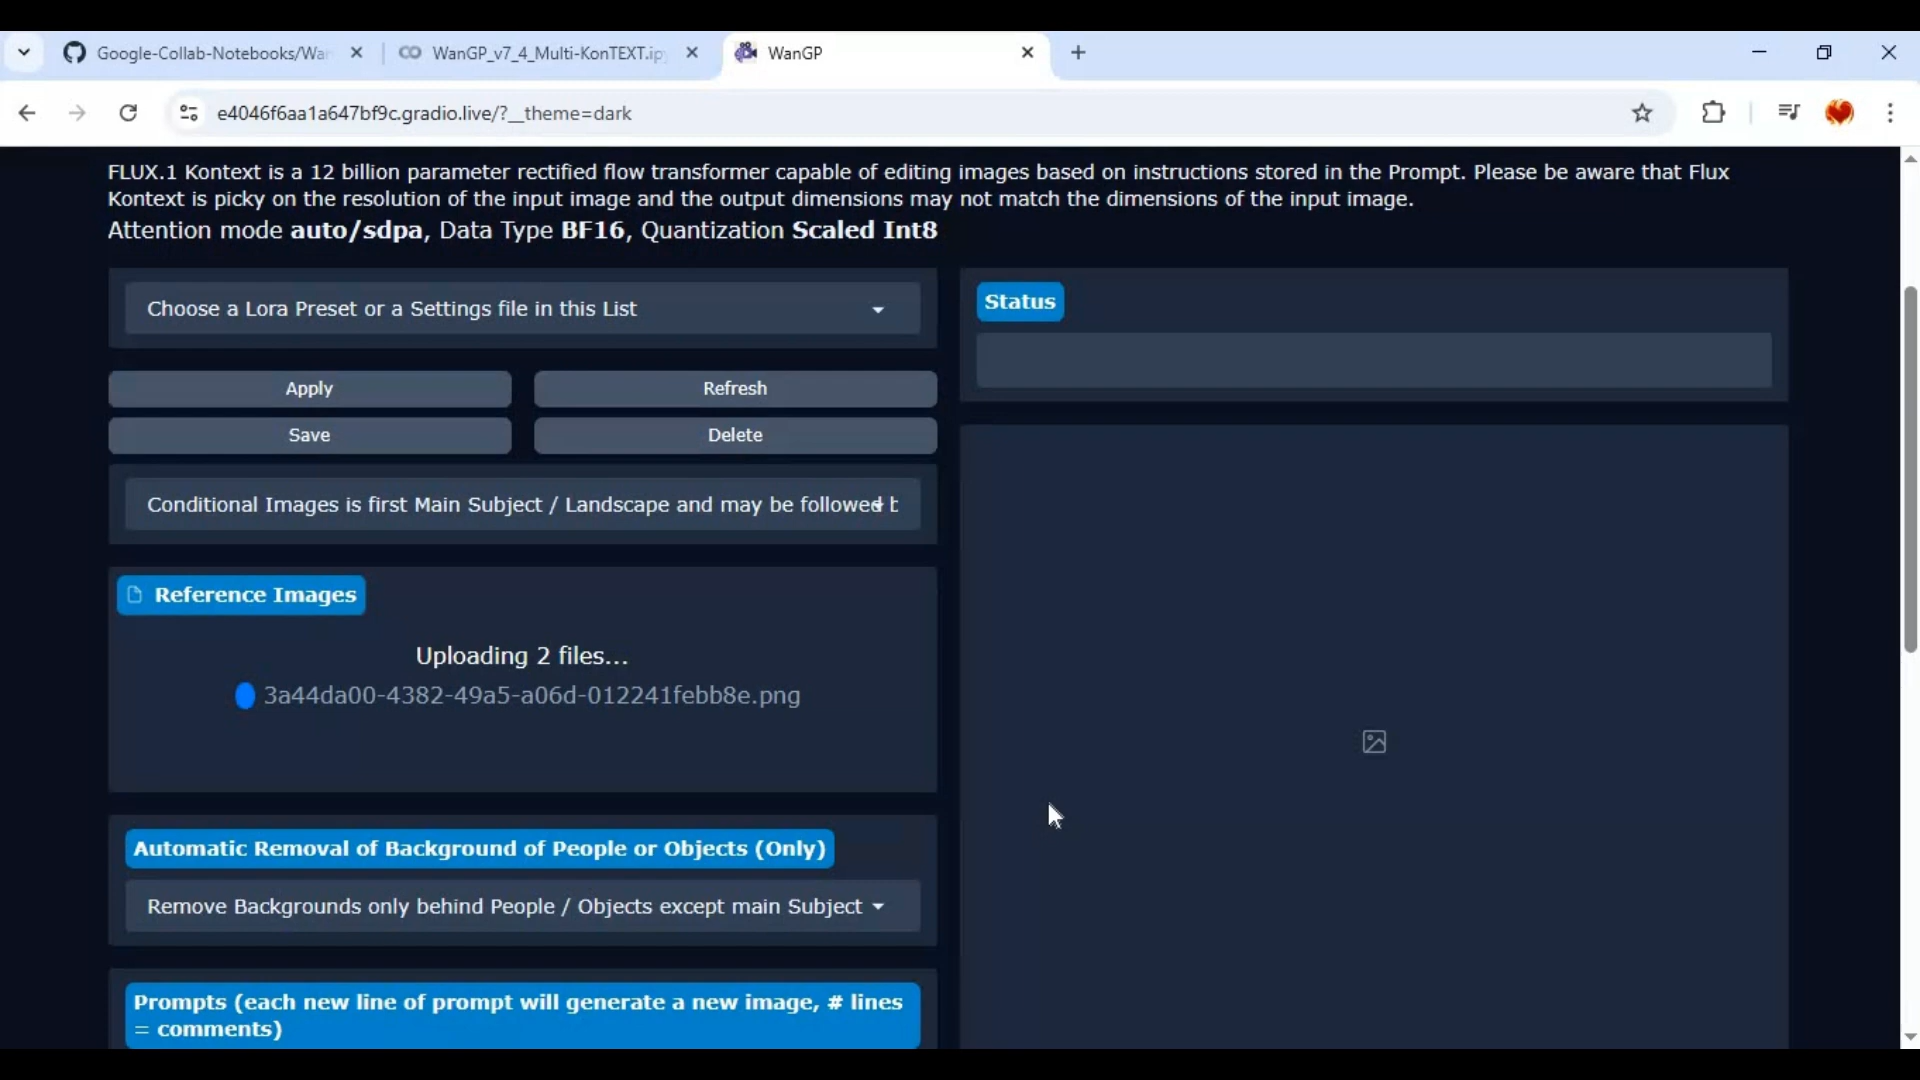 Google-Collab-Notebooks/War
WanGP_v7_4_Multi-KonTEXT.ip
WanGP
e4046f6aa1a647bf9c.gradio.live/?__theme=dark
FLUX.1 Kontext is a 12 billion parameter rectified flow transformer capable of editing images based on instructions stored in the Prompt. Please be aware that Flux
Kontext is picky on the resolution of the input image and the output dimensions may not match the dimensions of the input image.
Attention mode auto/sdpa, Data Type BF16, Quantization Scaled Int8
Choose a Lora Preset or a Settings file in this List
Status
Apply
Refresh
Save
Delete
Conditional Images is first Main Subject / Landscape and may be followed b
Reference Images
Uploading 2 files...
3a44da00-4382-49a5-a06d-012241febb8e.png
Automatic Removal of Background of People or Objects (Only)
Remove Backgrounds only behind People / Objects except main Subject
Prompts (each new line of prompt will generate a new image, # lines
= comments)